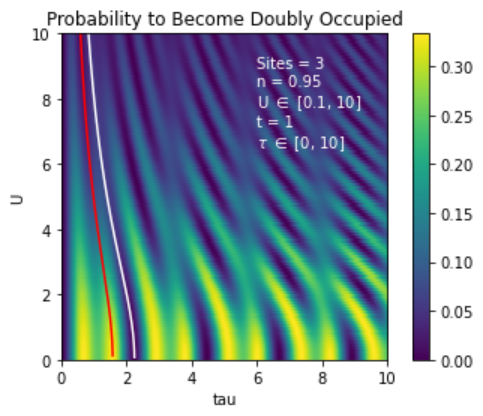 Probability to Become Doubly Occupied
10
8
6
4
2
0
U
Sites = 3
n = 0.95
U ∈ [0.1, 10]
t = 1
τ ∈ [0, 10]
0 2 4 6 8 10
tau
0.30
0.25
0.20
0.15
0.10
0.05
0.00